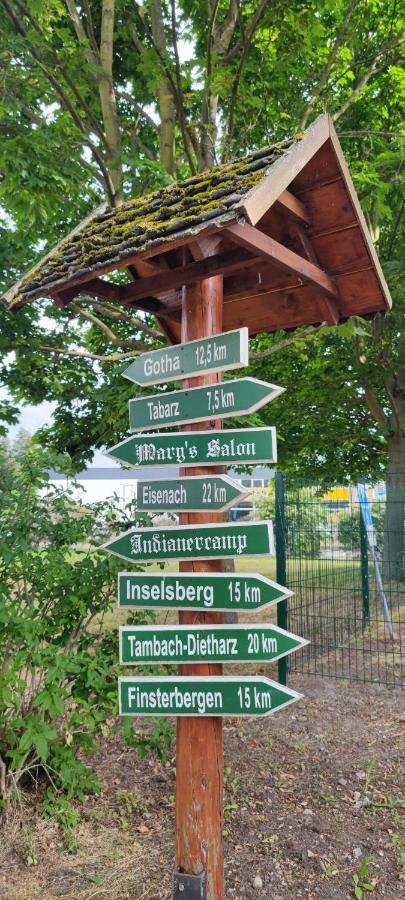 Gotha 12,5 km
Tabarz 7,5 km
Mary's Salon
Eisenach 22 km
Indianercamp
Inselsberg 15 km
Tambach-Dietharz 20 km
Finsterbergen 15 km